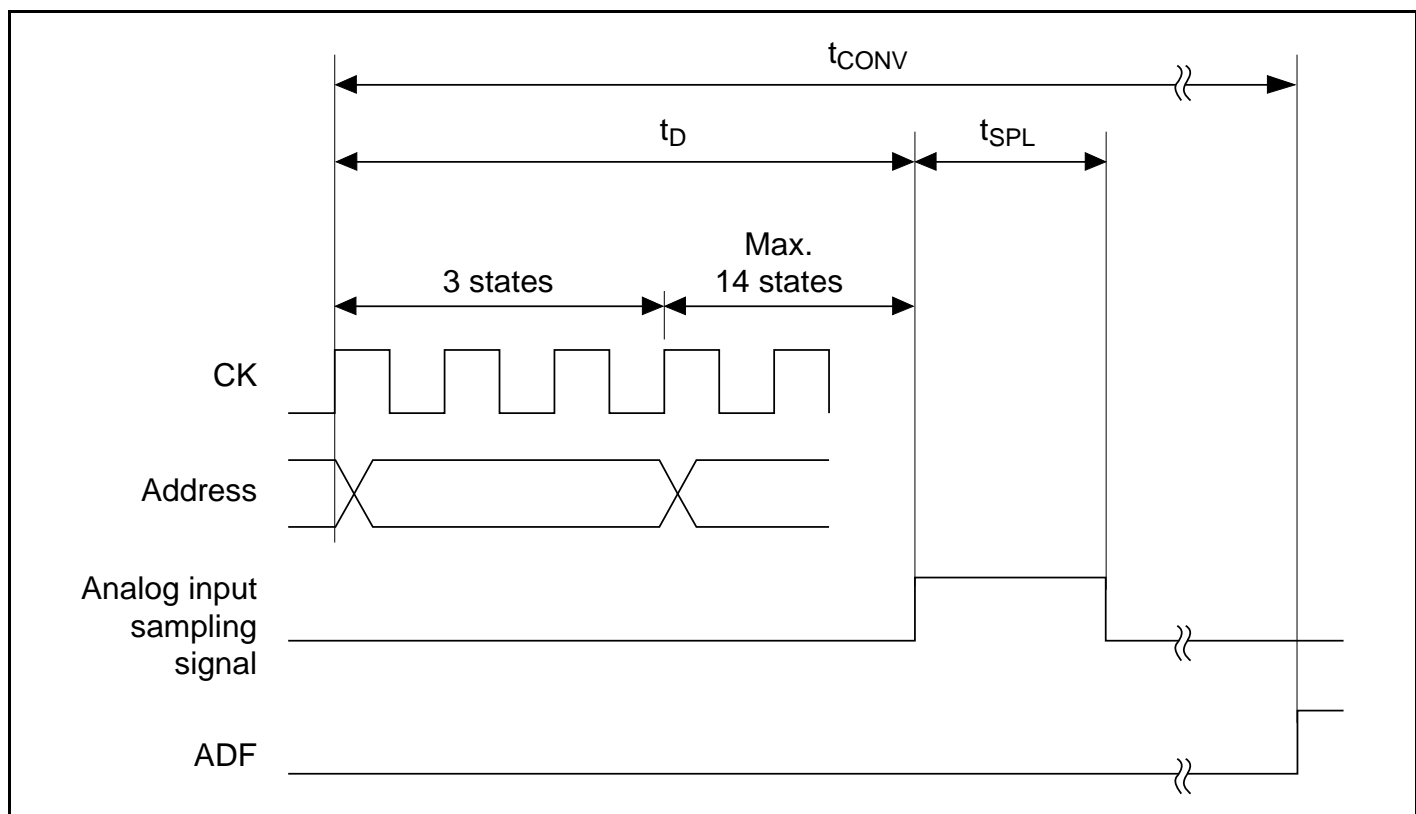 tCONV
tD
tSPL
Max.
3 states
14 states
CK
Address
Analog input
sampling
signal
ADF